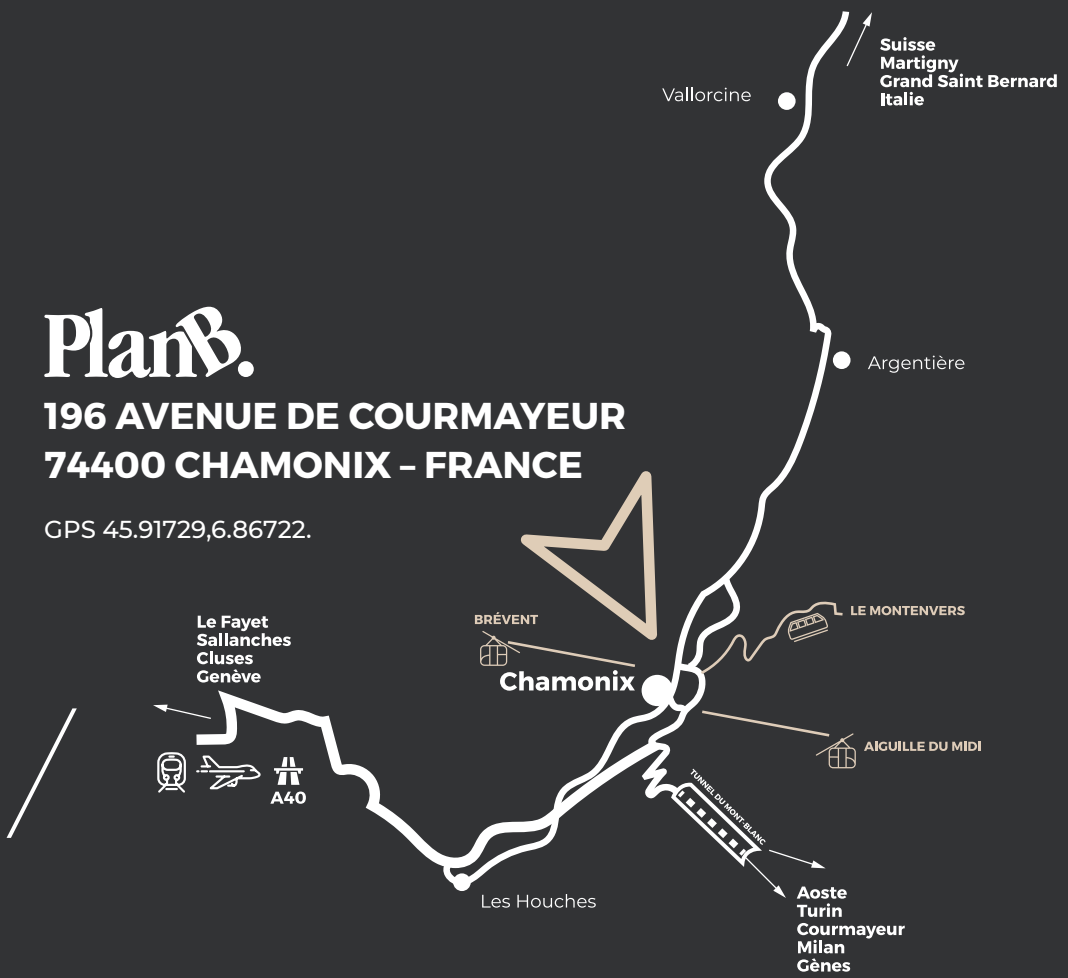 Suisse
Martigny
Grand Saint Bernard
Italie
Vallorcine
PlanB.
Argentière
196 AVENUE DE COURMAYEUR
74400 CHAMONIX – FRANCE
GPS 45.91729,6.86722.
LE MONTENVERS
BRÉVENT
Le Fayet
Sallanches
Cluses
Genève
Chamonix
AIGUILLE DU MIDI
A40
TUNNEL DU MONT-BLANC
Les Houches
Aoste
Turin
Courmayeur
Milan
Gènes